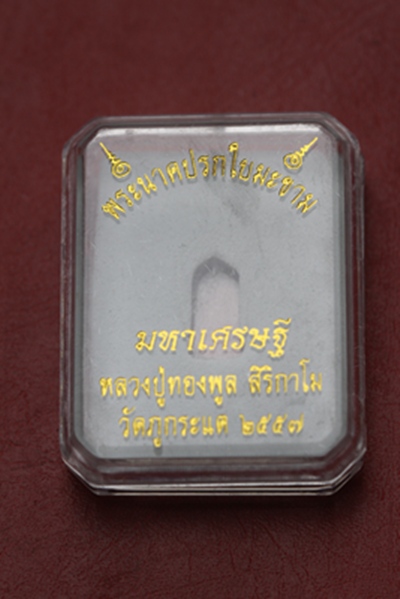 พระนาคปรกใบมะขาม
มหาเศรษฐี
หลวงปู่ทองพูล สิริกาโม
วัดภูกระแต ๒๕๕๗